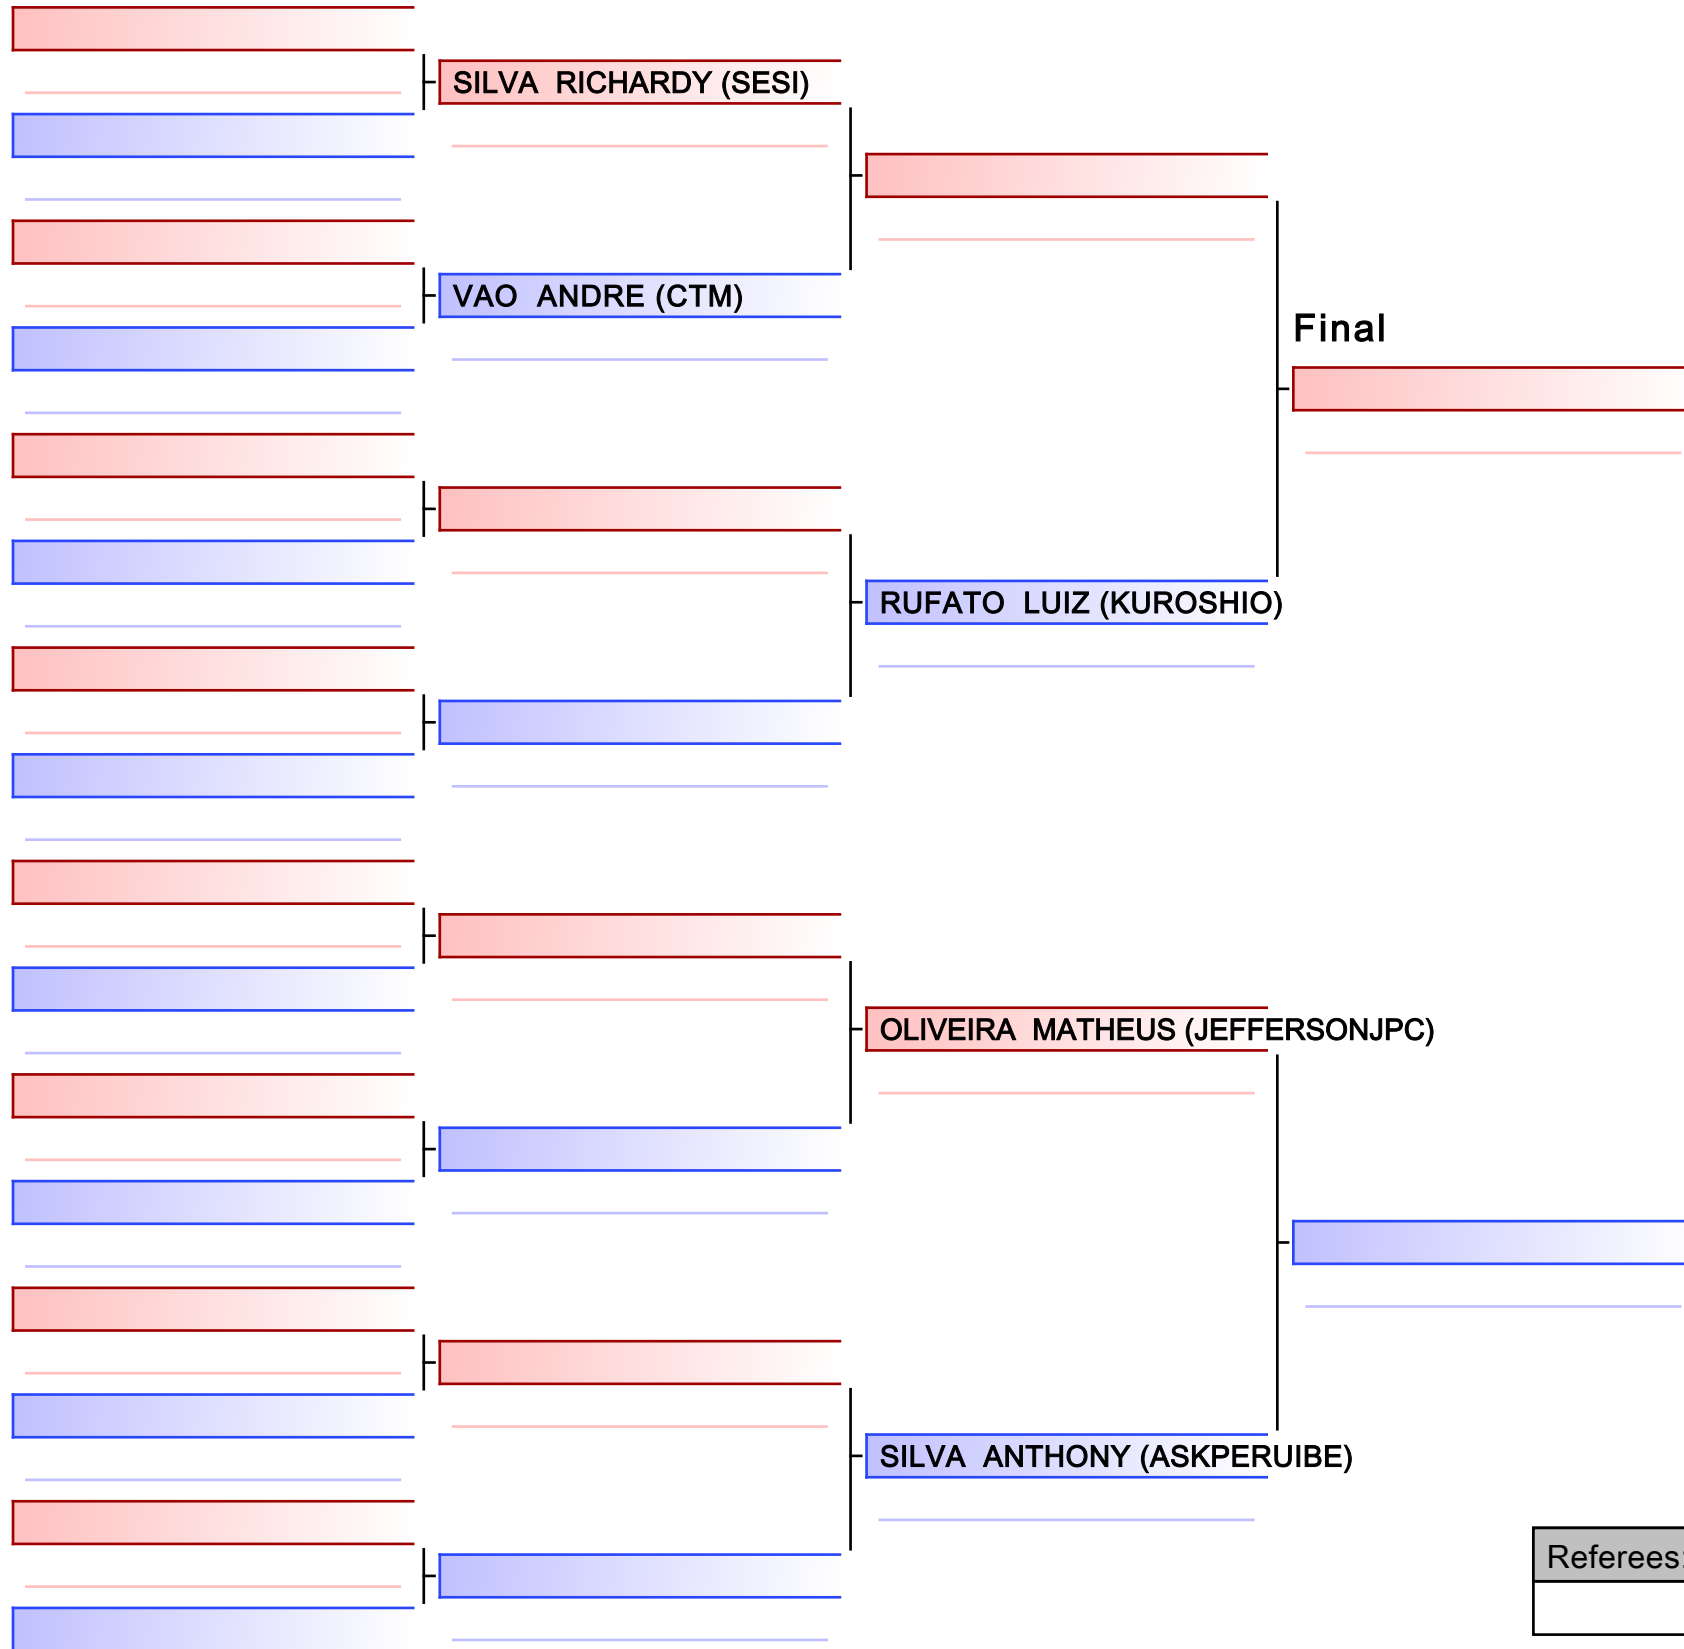 SILVA  RICHARDY (SESI)
VAO  ANDRE (CTM)
Final
RUFATO  LUIZ (KUROSHIO)
OLIVEIRA  MATHEUS (JEFFERSONJPC)
SILVA  ANTHONY (ASKPERUIBE)
Referees: